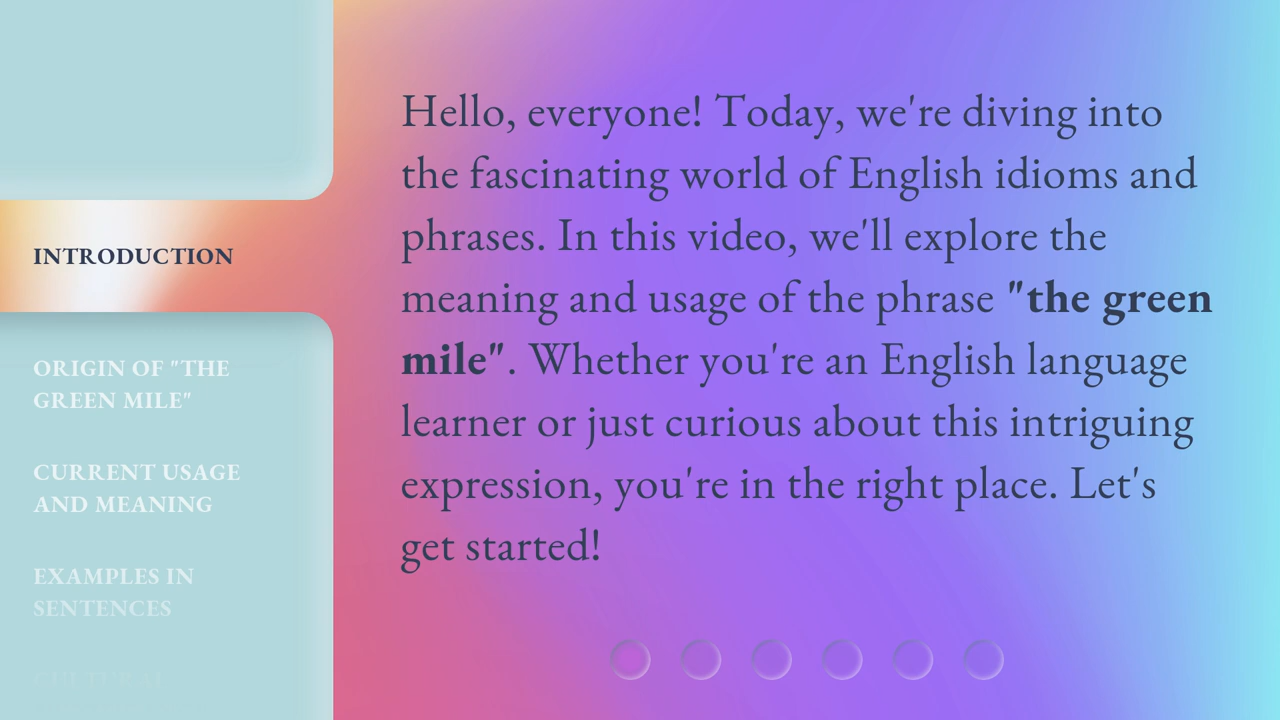 INTRODUCTION
ORIGIN OF "THE
GREEN MILE"
CURRENT USAGE
AND MEANING
EXAMPLES IN
SENTENCES
CULTURAL
Hello, everyone! Today, we're diving into
the fascinating world of English idioms and
phrases. In this video, we'll explore the
meaning and usage of the phrase "the green
mile". Whether you're an English language
learner or just curious about this intriguing
expression, you're in the right place. Let's
get started!